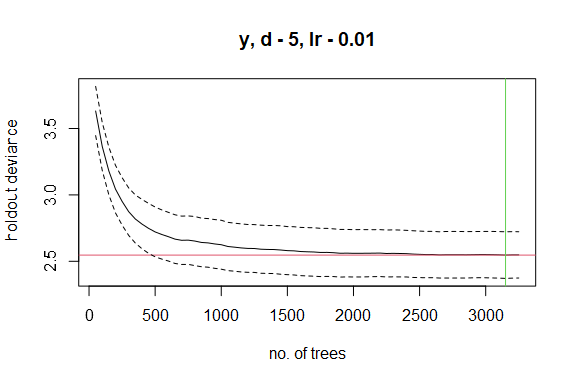 y, d - 5, lr - 0.01
holdout deviance
3.5
3.0
2.5
0 500 1000 1500 2000 2500 3000
no. of trees